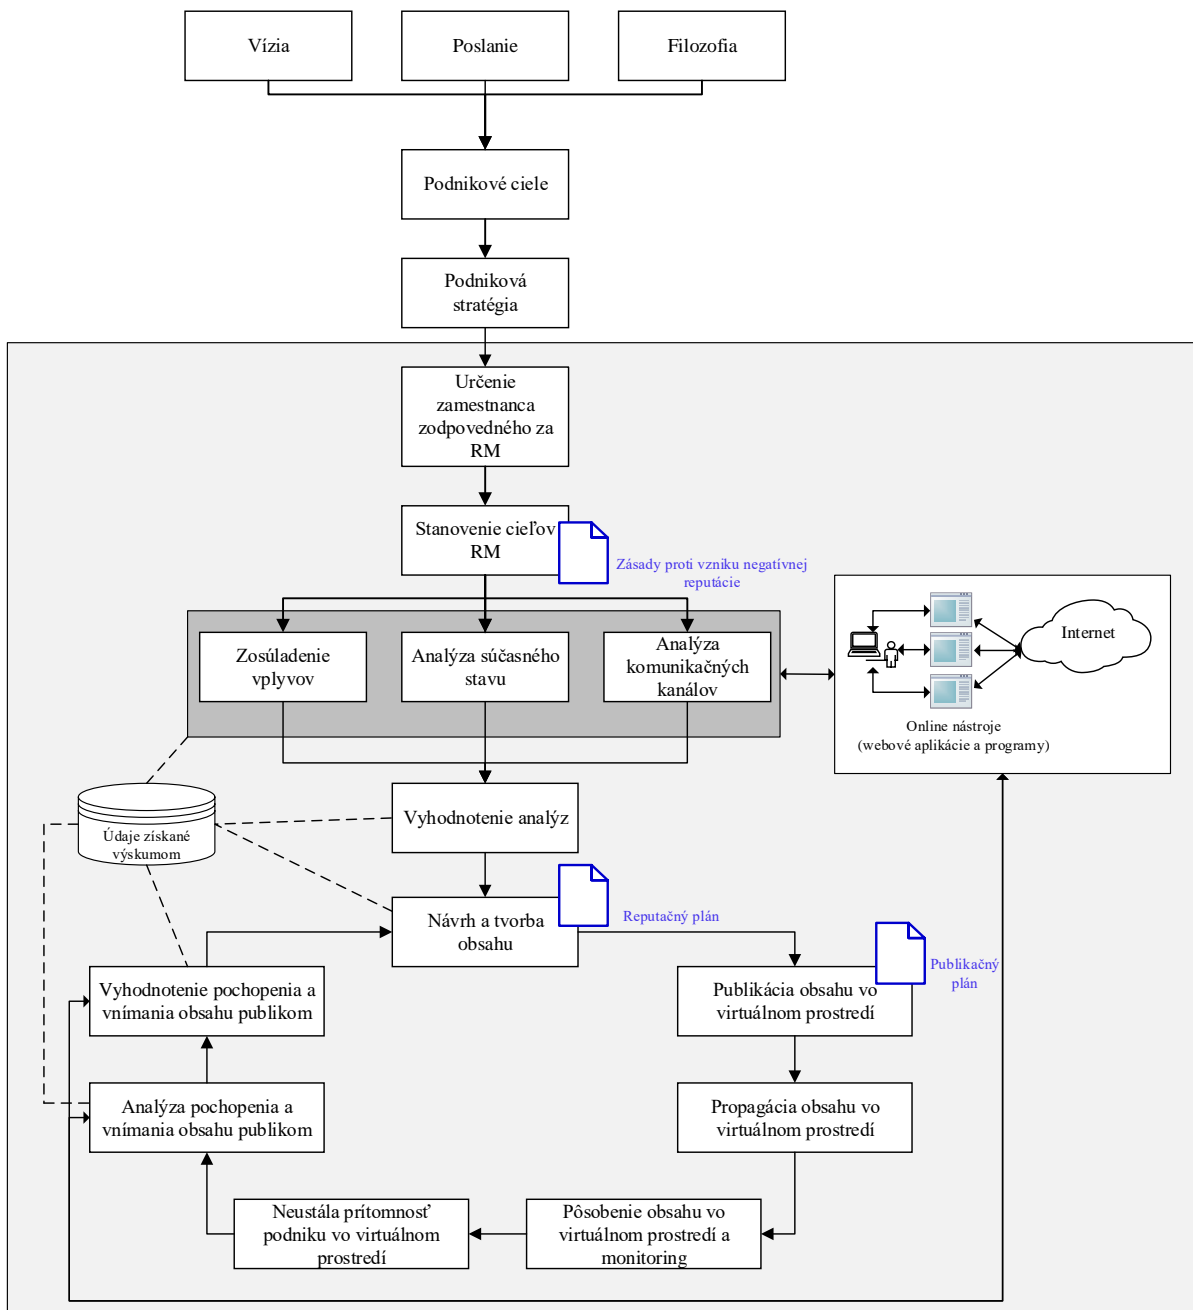 Vízia
Poslanie
Filozofia
Podnikové ciele
Podniková
stratégia
Určenie
zamestnanca
zodpovedného za
RM
Stanovenie cieľov
RM
Zásady proti vzniku negatívnej
reputácie
Zosúladenie
vplyvov
Analýza súčasného
stavu
Analýza
komunikačných
kanálov
Internet
Online nástroje
(webové aplikácie a programy)
Údaje získané
výskumom
Vyhodnotenie analýz
Návrh a tvorba
obsahu
Reputačný plán
Publikačný
plán
Vyhodnotenie pochopenia a
vnímania obsahu publikom
Publikácia obsahu vo
virtuálnom prostredí
Analýza pochopenia a
vnímania obsahu publikom
Propagácia obsahu vo
virtuálnom prostredí
Neustála prítomnosť
podniku vo virtuálnom
prostredí
Pôsobenie obsahu vo
virtuálnom prostredí a
monitoring